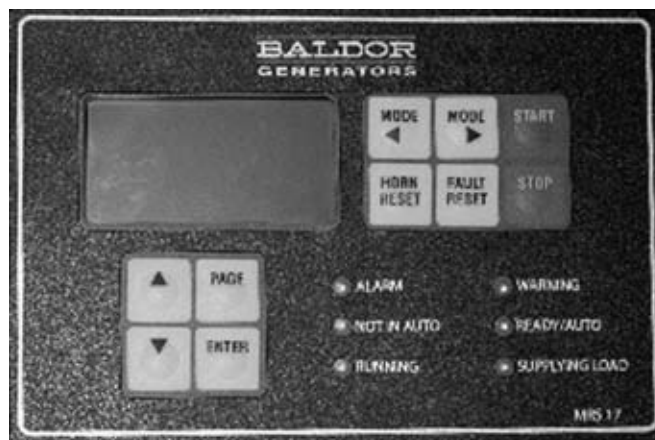 BALDOR
GENERATORS
MODE
MODE
START
HORN
RESET
FAULT
RESET
STOP
PAGE
ENTER
ALARM
WARNING
NOT IN AUTO
READY/AUTO
RUNNING
SUPPLYING LOAD
MRS 17